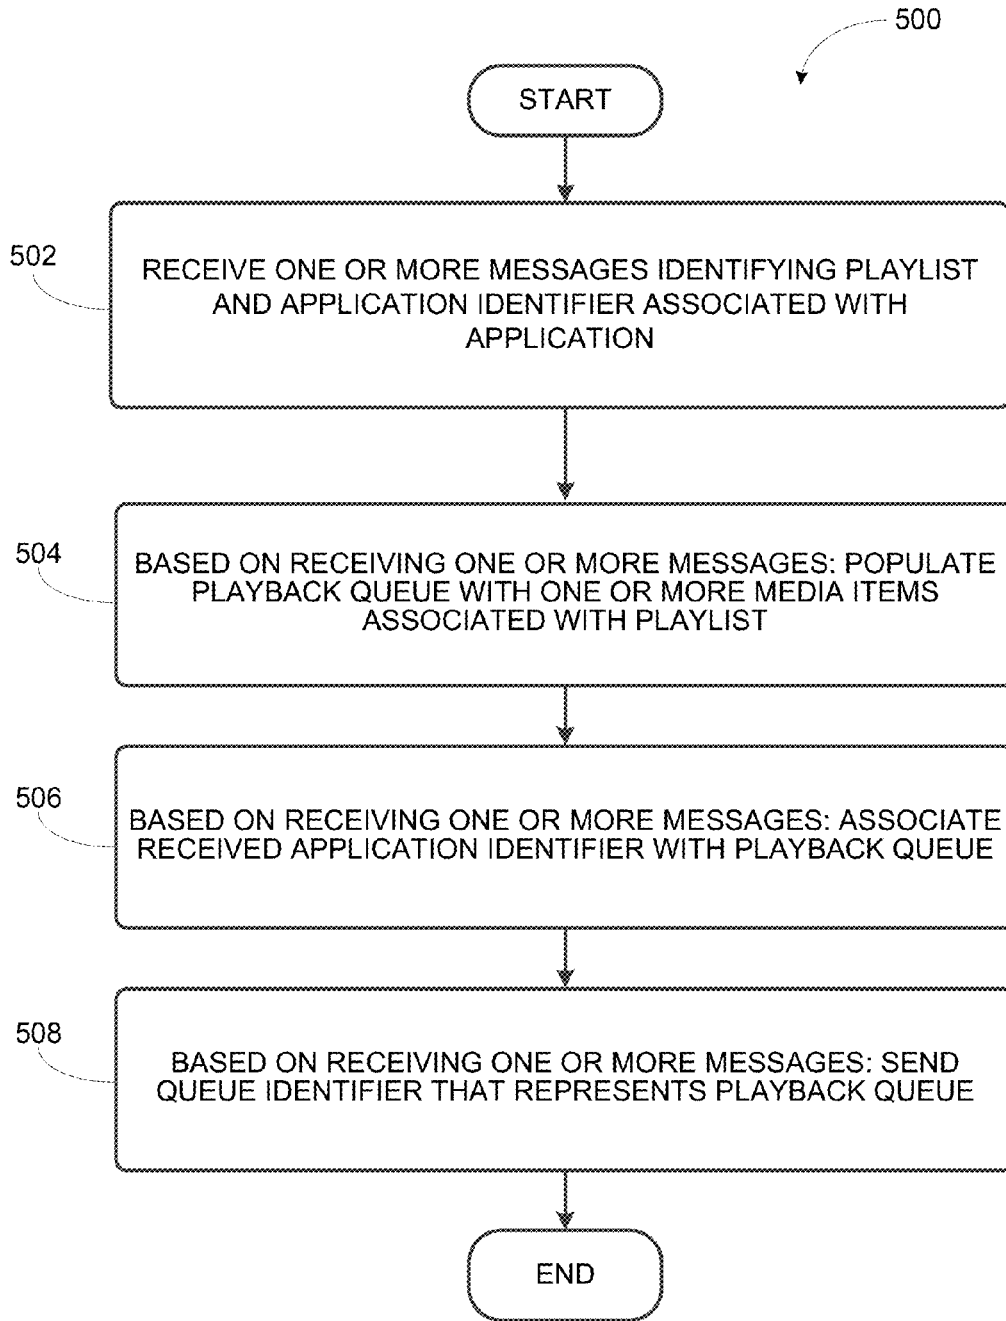 500
START
502
RECEIVE ONE OR MORE MESSAGES IDENTIFYING PLAYLIST
AND APPLICATION IDENTIFIER ASSOCIATED WITH
APPLICATION
504
BASED ON RECEIVING ONE OR MORE MESSAGES: POPULATE
PLAYBACK QUEUE WITH ONE OR MORE MEDIA ITEMS
ASSOCIATED WITH PLAYLIST
506
BASED ON RECEIVING ONE OR MORE MESSAGES: ASSOCIATE
RECEIVED APPLICATION IDENTIFIER WITH PLAYBACK QUEUE
508
BASED ON RECEIVING ONE OR MORE MESSAGES: SEND
QUEUE IDENTIFIER THAT REPRESENTS PLAYBACK QUEUE
END